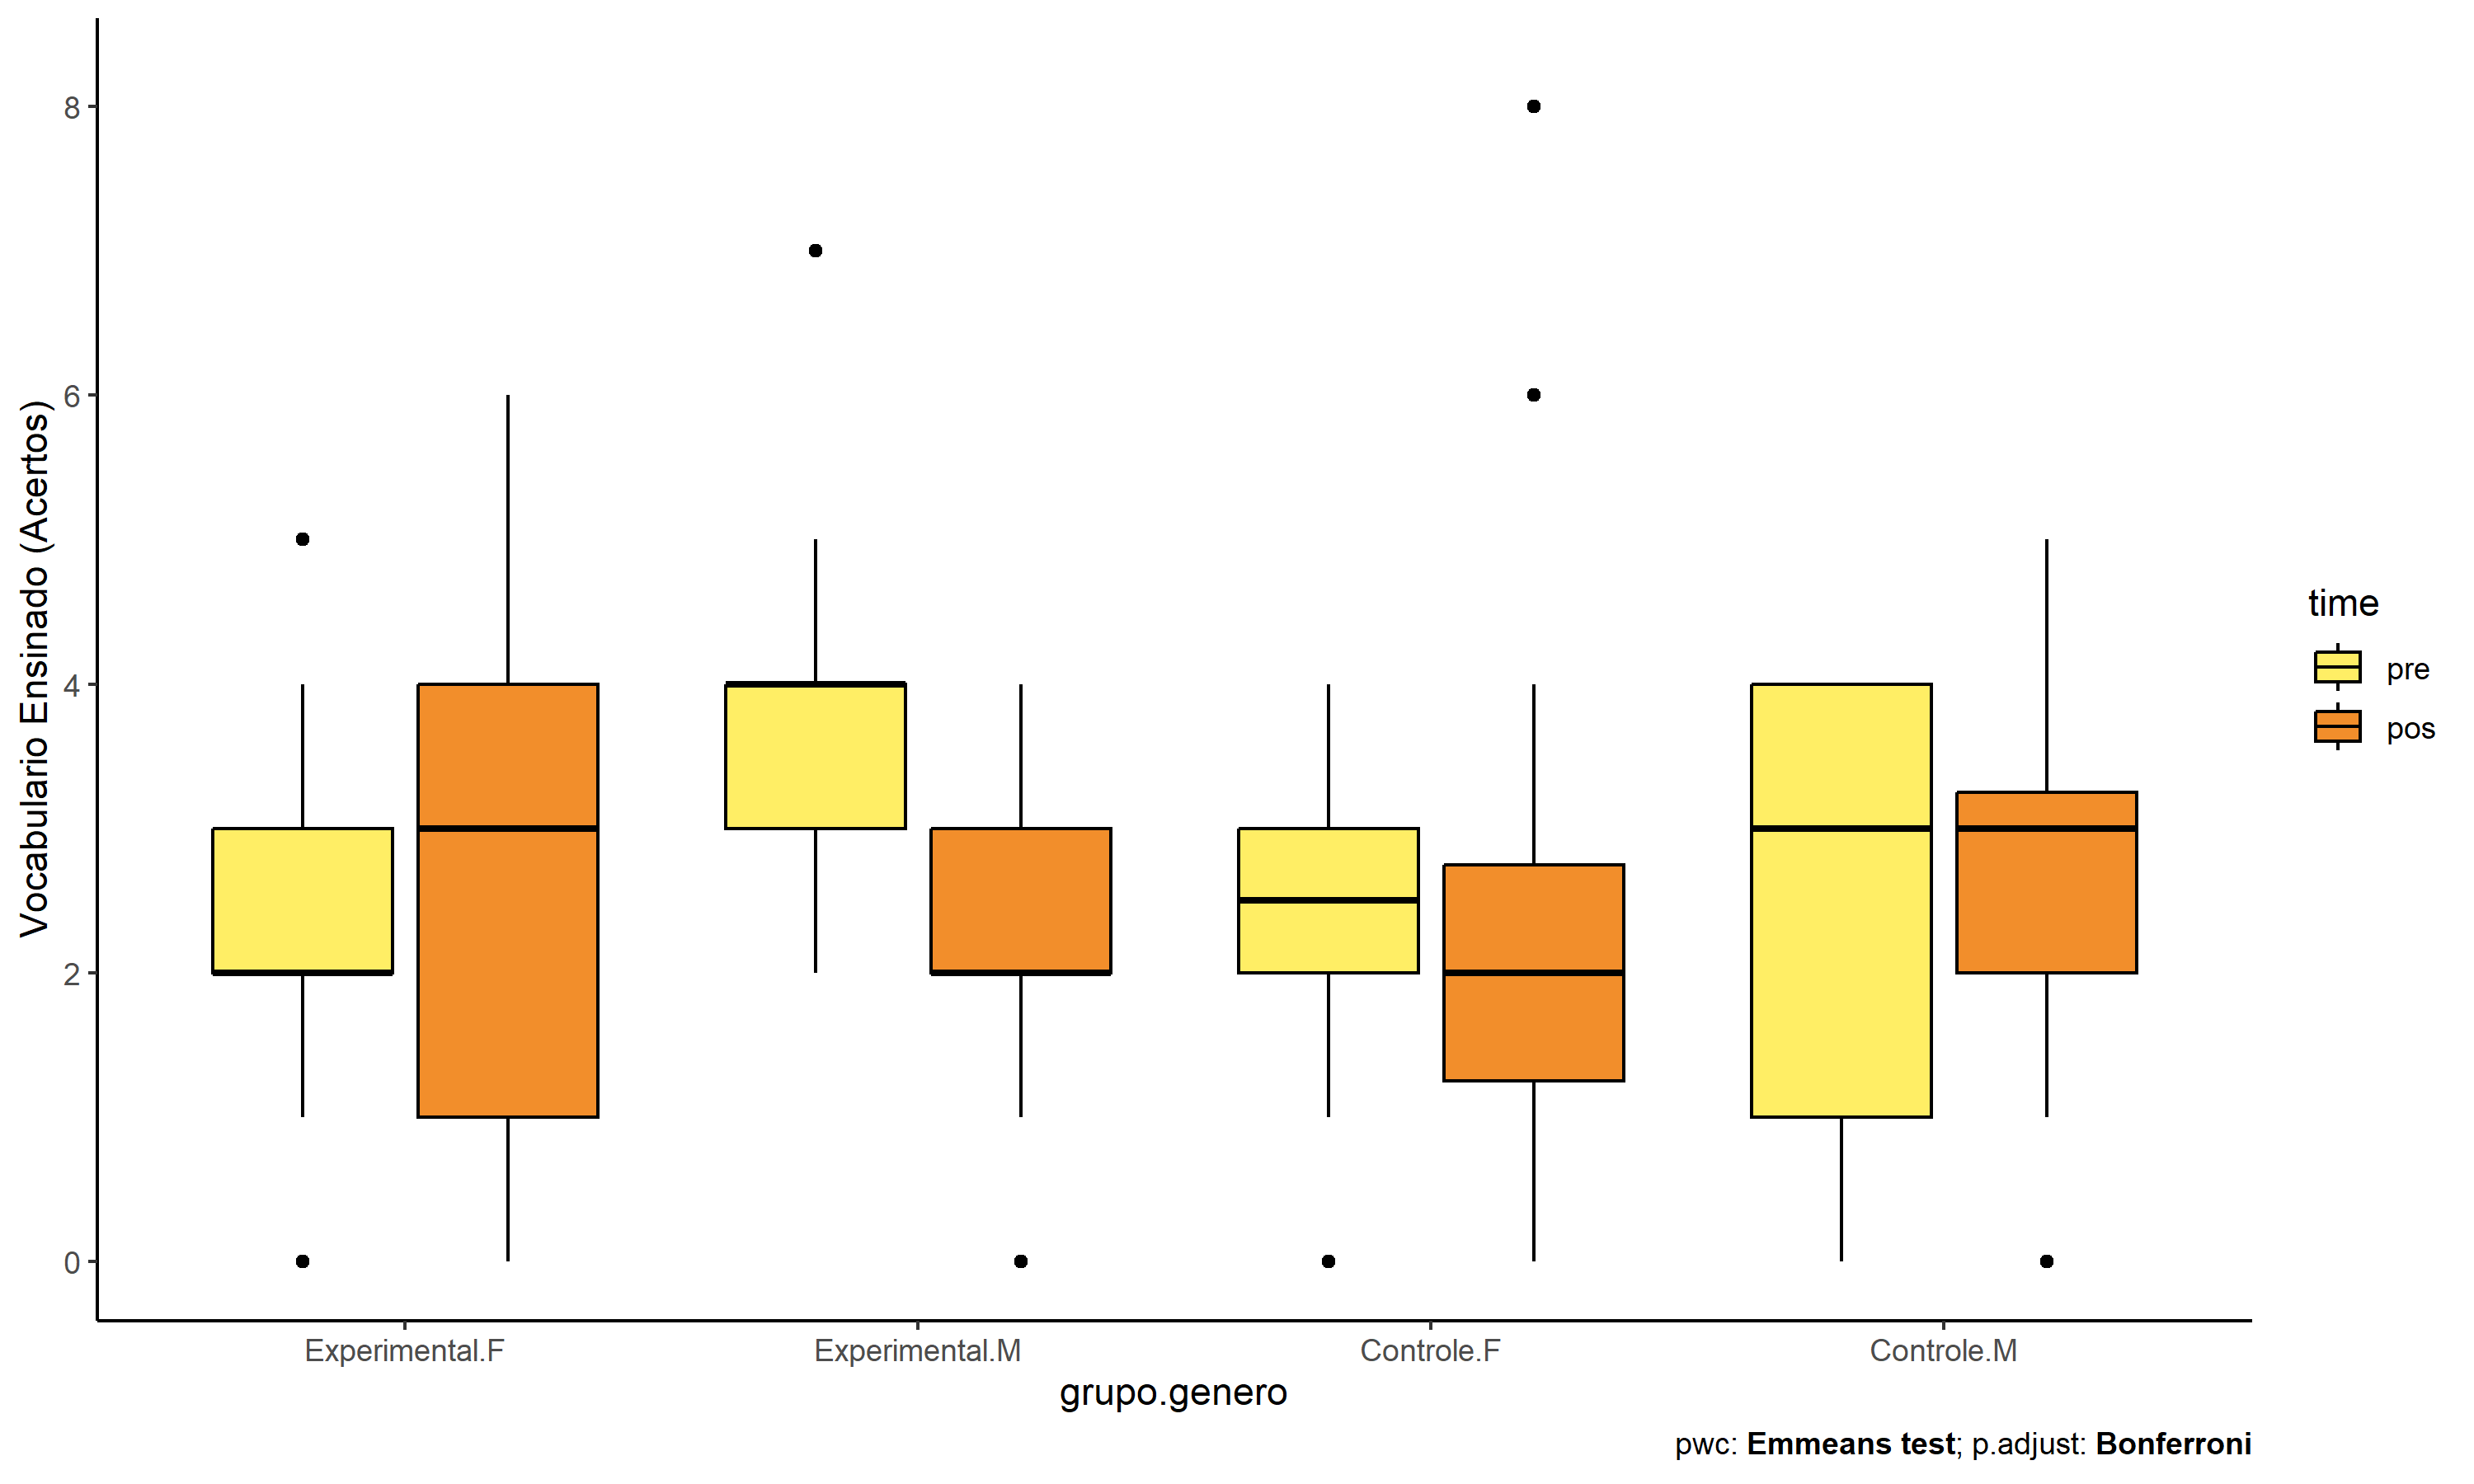 Vocabulario Ensinado (Acertos)
8
6
4
2
0
Experimental.F
Experimental.M
Controle.F
Controle.M
grupo.genero
time
pre
pos
pwc: Emmeans test; p.adjust: Bonferroni